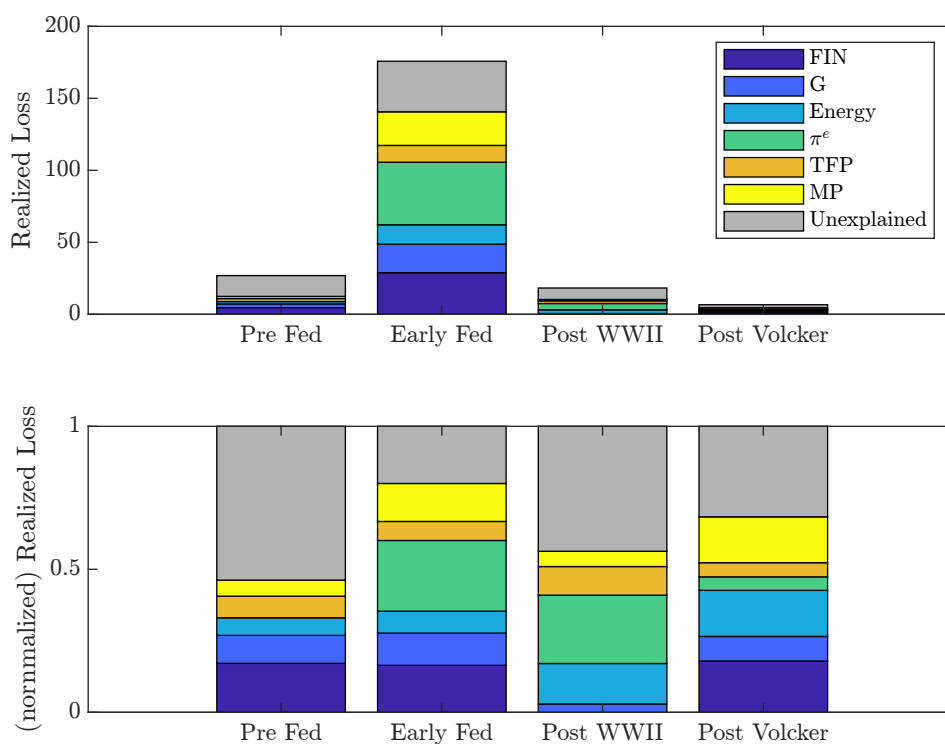 200
150
100
50
0
Realized Loss
FIN
G
Energy
π^e
TFP
MP
Unexplained
Pre Fed
Early Fed
Post WWII
Post Volcker
1
0.5
0
(normmalized) Realized Loss
Pre Fed
Early Fed
Post WWII
Post Volcker